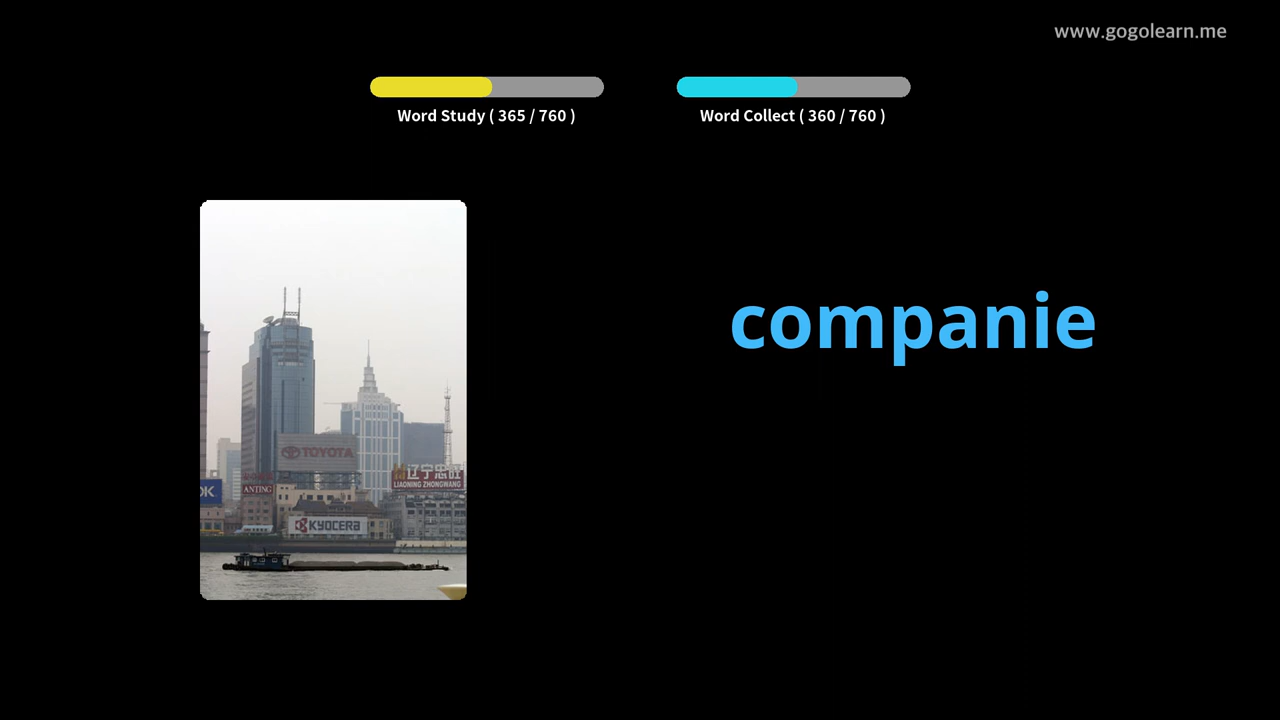 www.gogolearn.me
Word Study ( 365 / 760 )
Word Collect ( 360 / 760 )
companie
TOYOTA
辽宁忠旺
LIAONING ZHONGWANG
ANTING
OK
KYOCERA